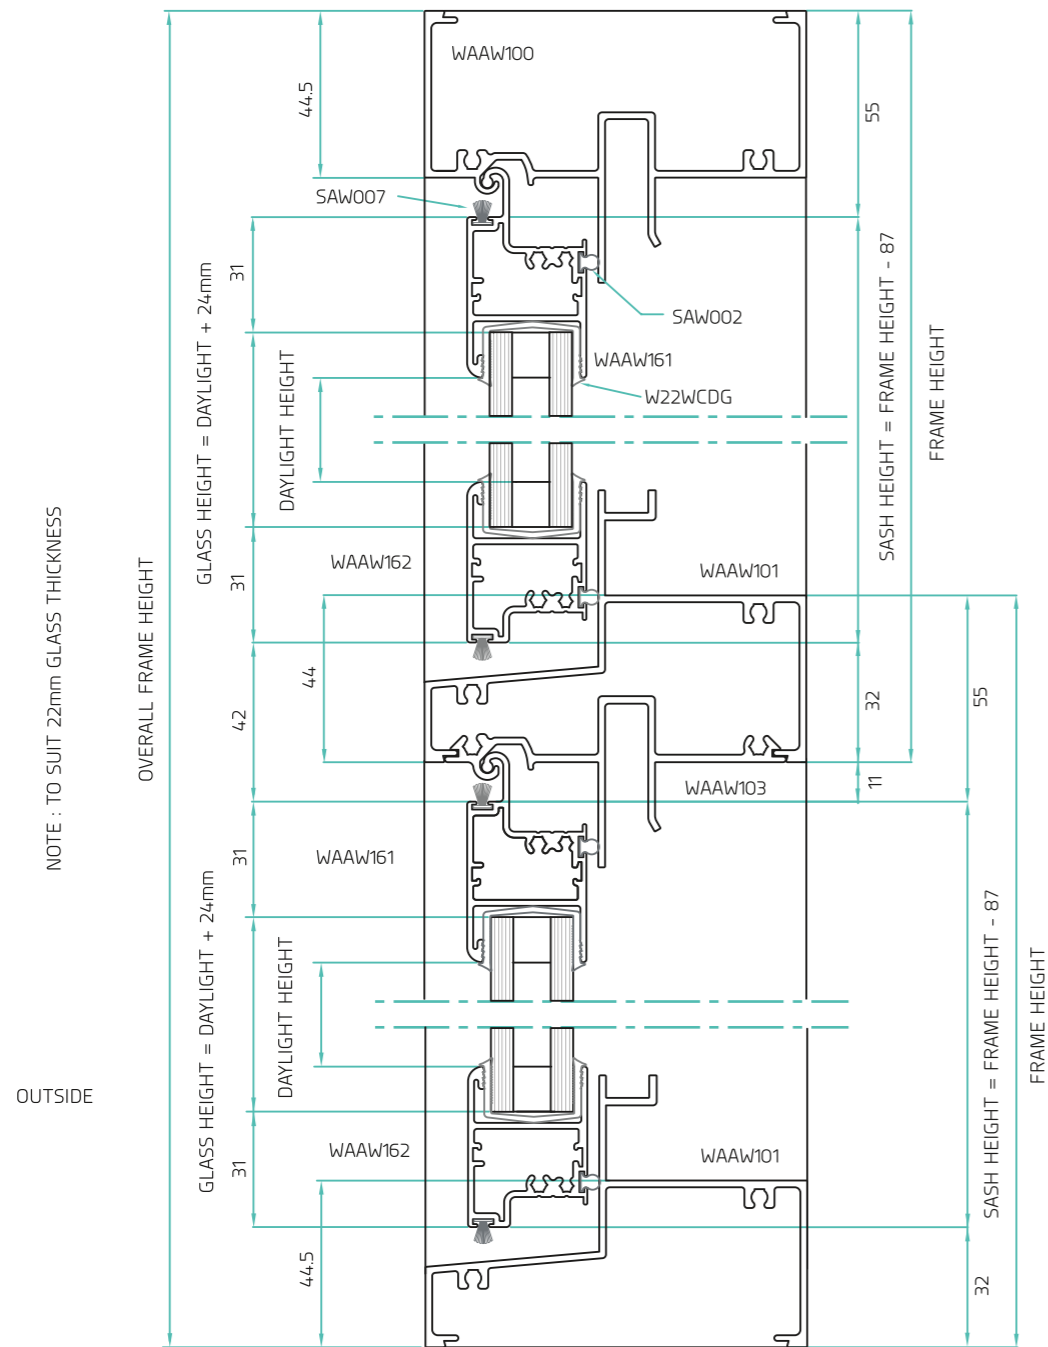 WAAW100
44.5
55
SAW007
31
SAW002
WAAW161
W22WCDG
GLASS HEIGHT = DAYLIGHT + 24mm
DAYLIGHT HEIGHT
SASH HEIGHT = FRAME HEIGHT - 87
FRAME HEIGHT
NOTE : TO SUIT 22mm GLASS THICKNESS
OVERALL FRAME HEIGHT
WAAW162
WAAW101
31
44
42
32
55
11
WAAW103
WAAW161
31
GLASS HEIGHT = DAYLIGHT + 24mm
DAYLIGHT HEIGHT
SASH HEIGHT = FRAME HEIGHT - 87
FRAME HEIGHT
OUTSIDE
WAAW162
WAAW101
31
44.5
32